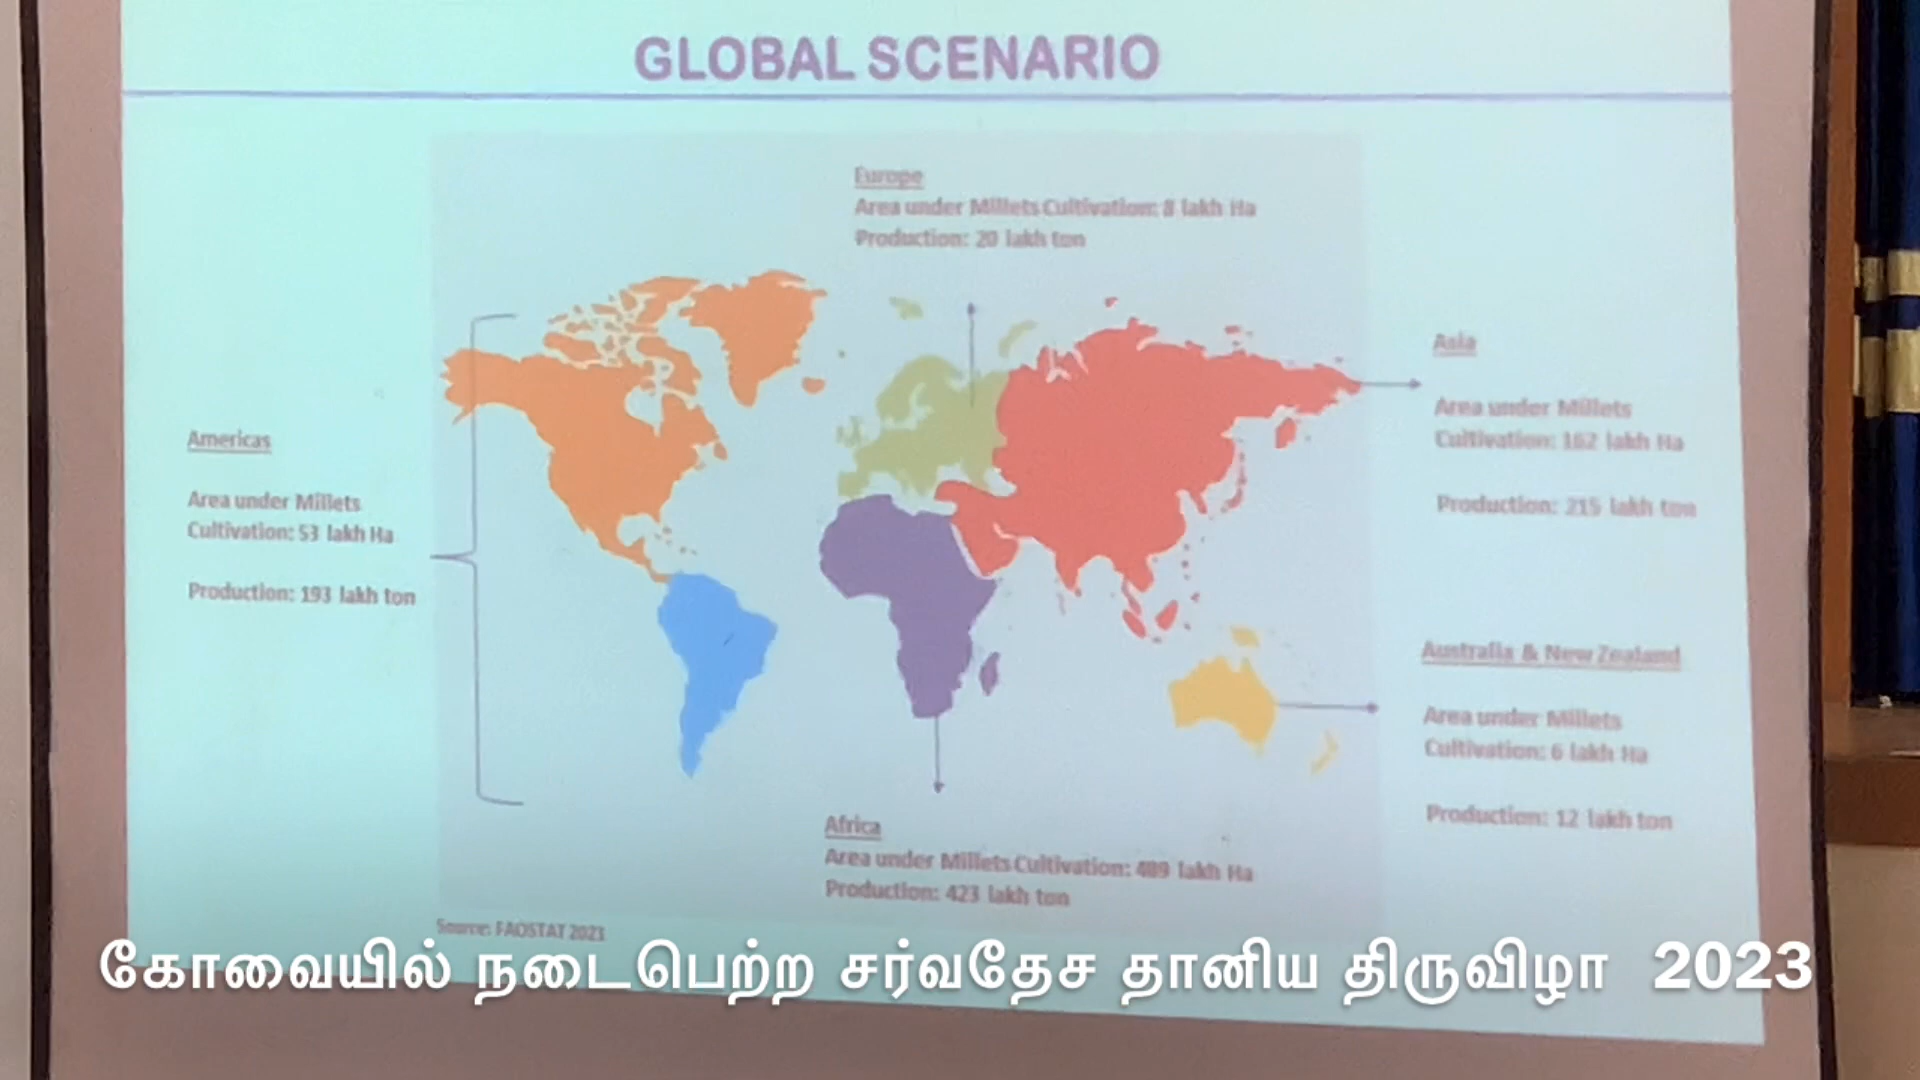 GLOBAL SCENARIO
Europe
Area under Millets Cultivation: 8 lakh Ha
Production: 20 lakh ton
Americas
Area under Millets
Cultivation: 53 lakh Ha
Production: 193 lakh ton
Asia
Area under Millets
Cultivation: 162 lakh Ha
Production: 215 lakh ton
Australia & New Zealand
Area under Millets
Cultivation: 6 lakh Ha
Production: 12 lakh ton
Africa
Area under Millets Cultivation: 489 lakh Ha
Production: 423 lakh ton
Source: FAOSTAT 2021
கோவையில் நடைபெற்ற சர்வதேச தானிய திருவிழா 2023